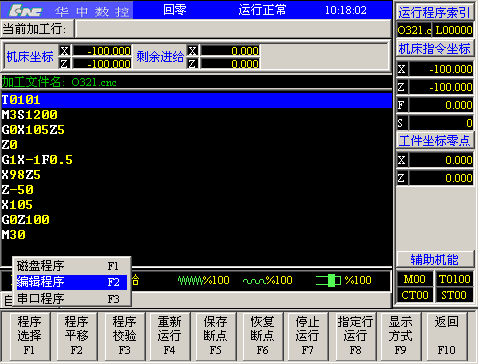 CNC 华中数控 回零 运行正常 10:18:02 运行程序索引
当前加工行: O321.c L00000
机床坐标 X -100.000 剩余进给 X 0.000
Z -100.000 Z 0.000
机床指令坐标
X -100.000
Z -100.000
F 0.000
S 0
工件坐标零点
X 0.000
Z 0.000
加工文件名: O321.cnc
T0101
M3S1200
G0X105Z5
Z0
G1X-1F0.5
X98Z5
Z-50
X105
G0Z100
M30
辅助机能
M00 T0100
CT00 ST00
磁盘程序 F1
编辑程序 F2
串口程序 F3
%100 %100 %100
程序选择 F1
程序平移 F2
程序校验 F3
重新运行 F4
保存断点 F5
恢复断点 F6
停止运行 F7
指定行运行 F8
显示方式 F9
返回 F10